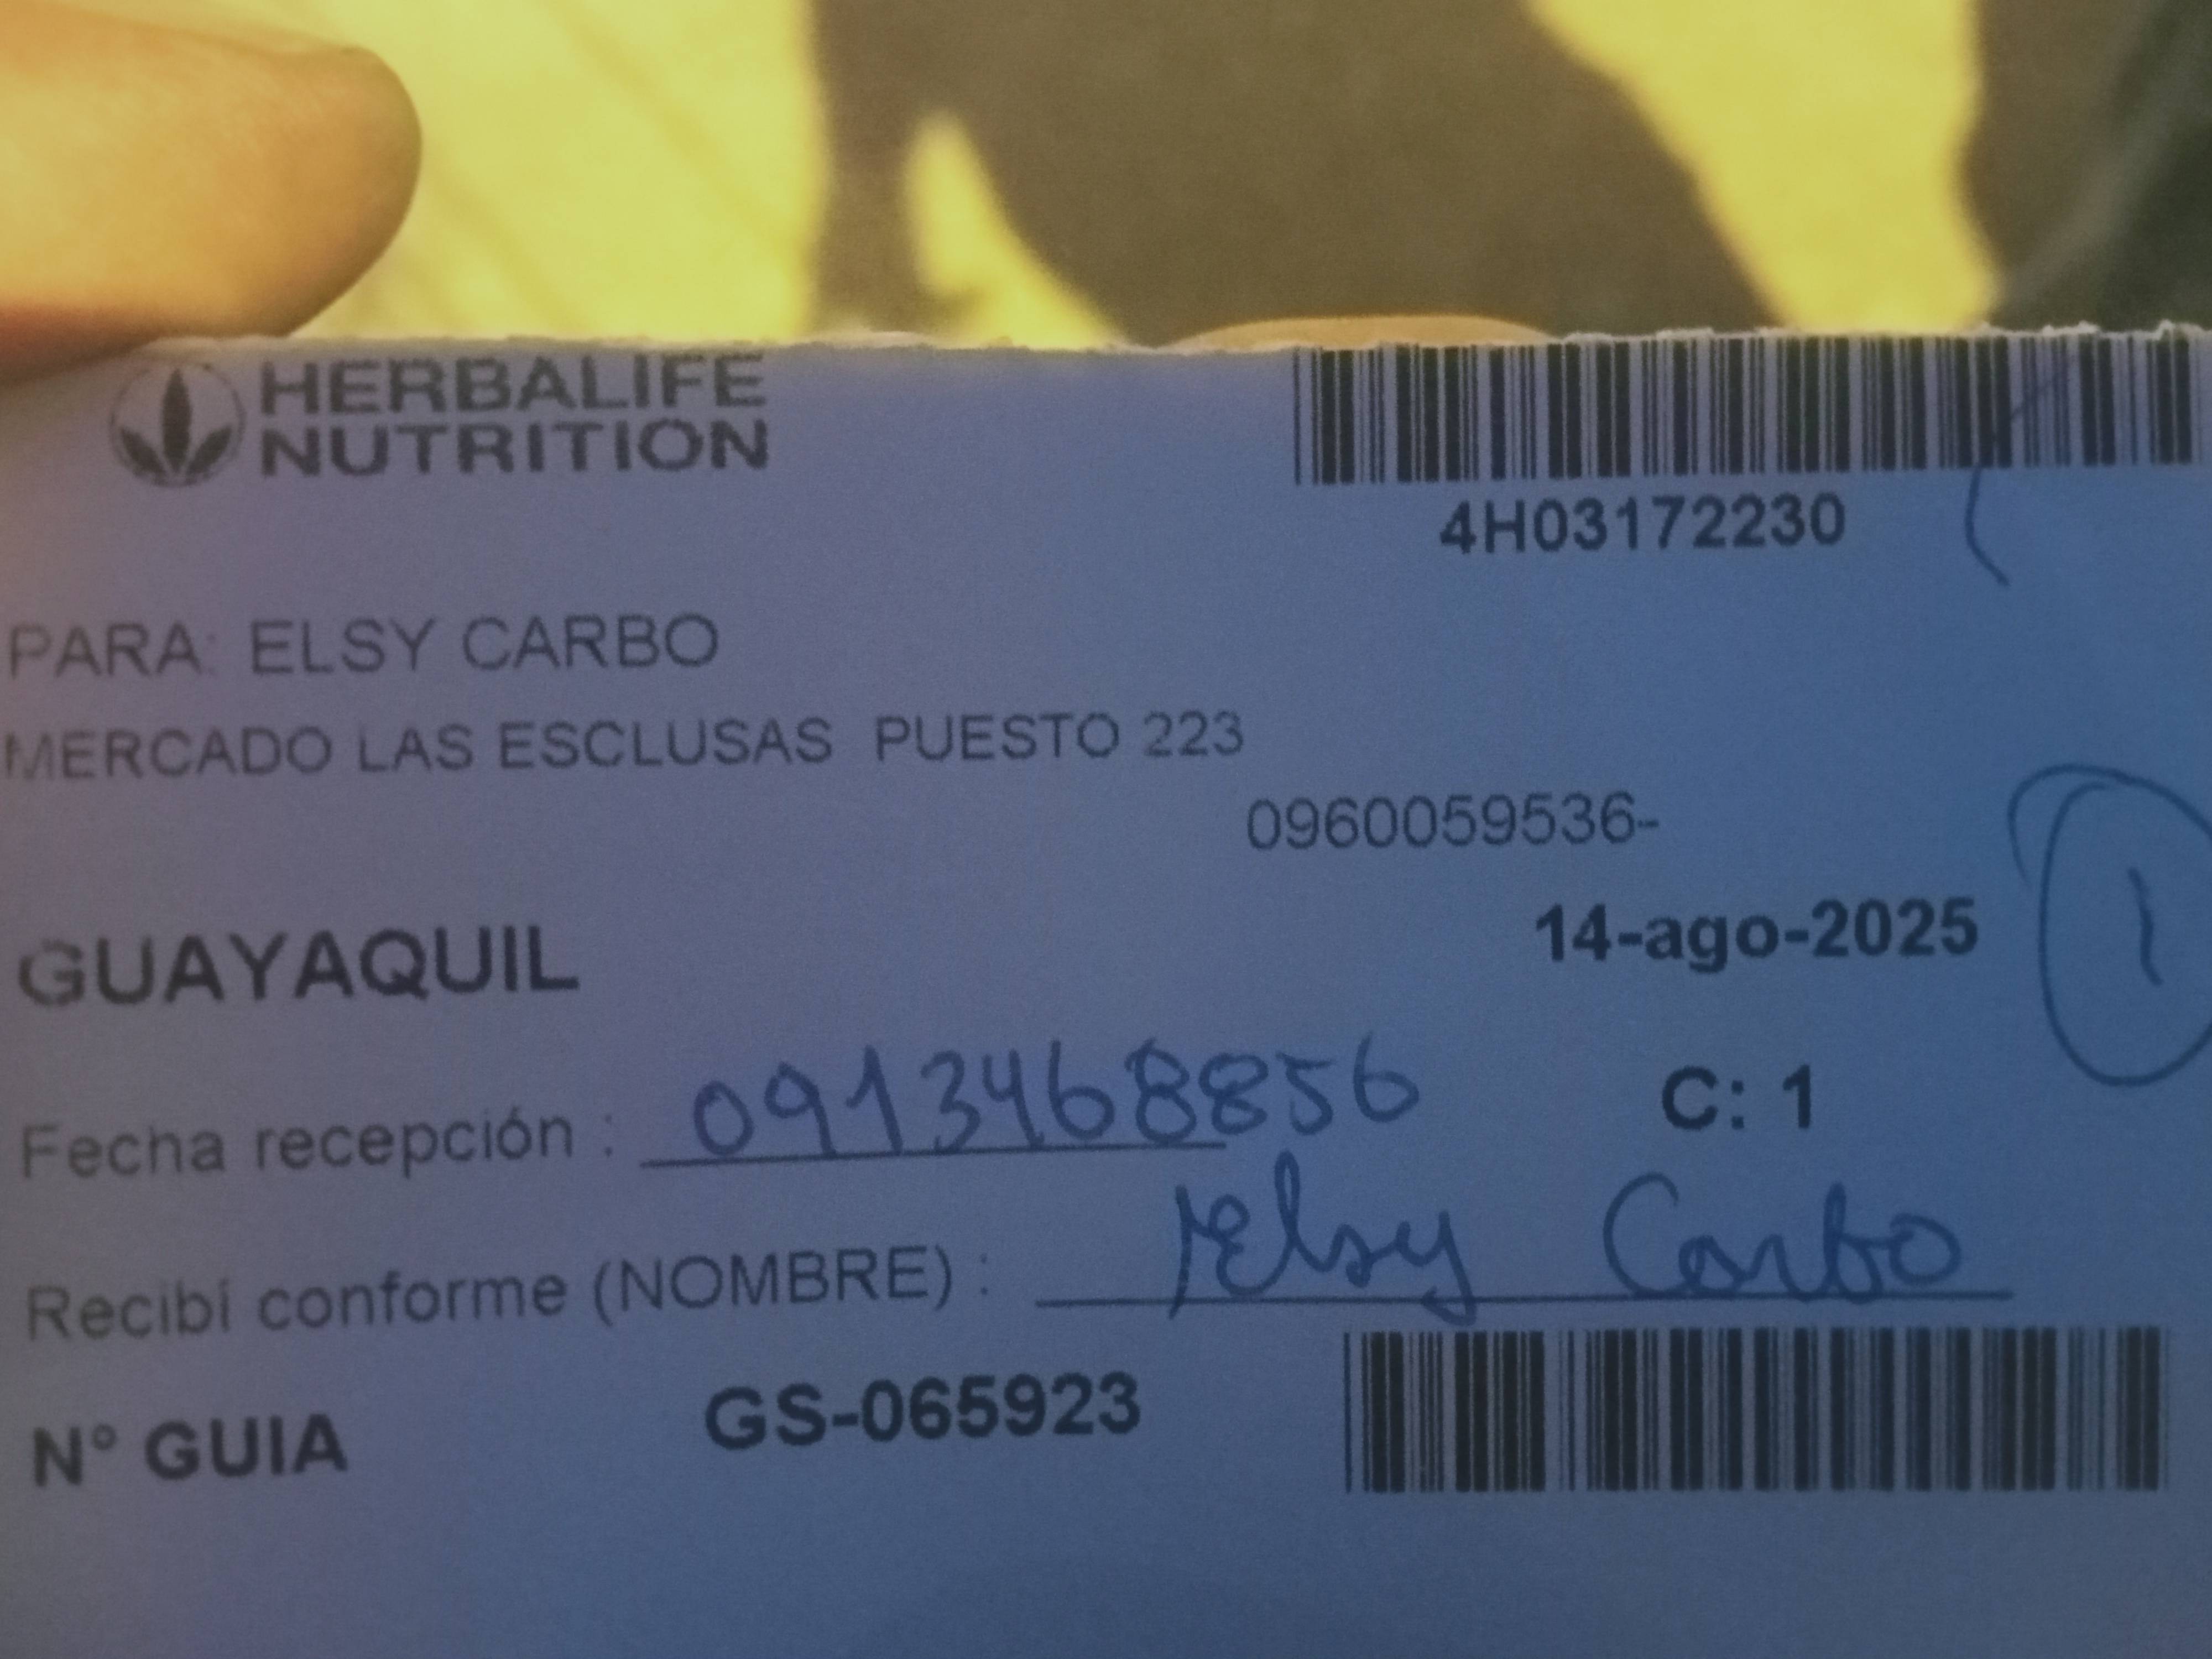 HERBALIFE
NUTRITION
4H03172230
PARA: ELSY CARBO
MERCADO LAS ESCLUSAS PUESTO 223
0960059536-
GUAYAQUIL 14-ago-2025 1
Fecha recepción : 0913468856 C: 1
Recibí conforme (NOMBRE) : Elsy Carbo
N° GUIA GS-065923